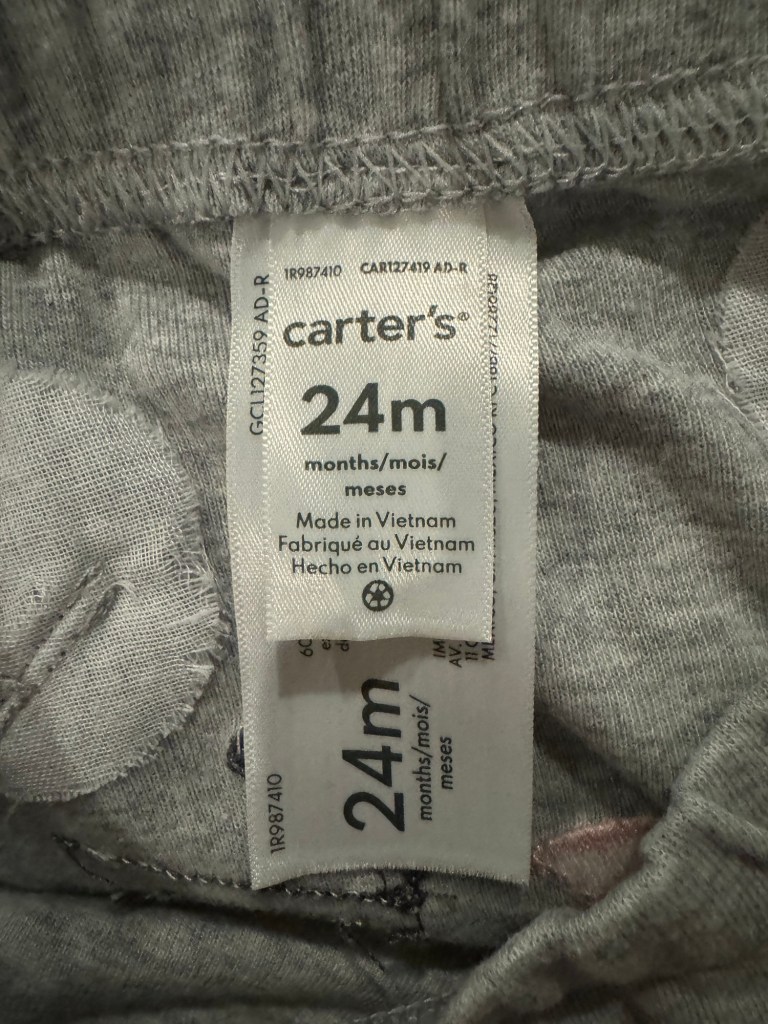 1R987410 CAR127419 AD-R
carter's®
24m
months/mois/
meses
Made in Vietnam
Fabriqué au Vietnam
Hecho en Vietnam
GCL127359 AD-R
24m
months/mois/
meses
1R987410